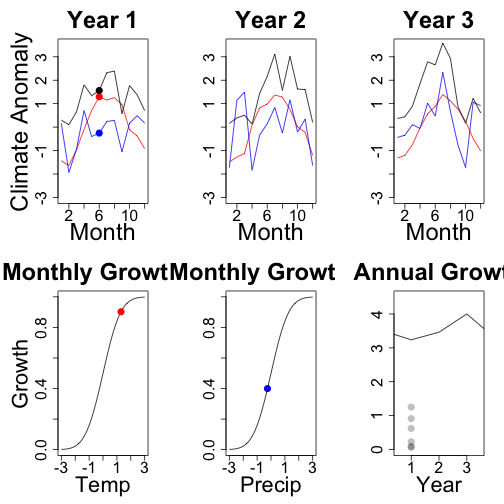 Year 1 Year 2 Year 3
Climate Anomaly
3 3 3
1 1 1
-1 -1 -1
-3 -3 -3
2 6 10 2 6 10 2 6 10
Month Month Month
Monthly Growt Monthly Growt Annual Growt
Growth
0.8 0.8 4
3
0.4 0.4 2
1
0.0 0.0 0
-3 -1 1 3 -3 -1 1 3 1 2 3
Temp Precip Year